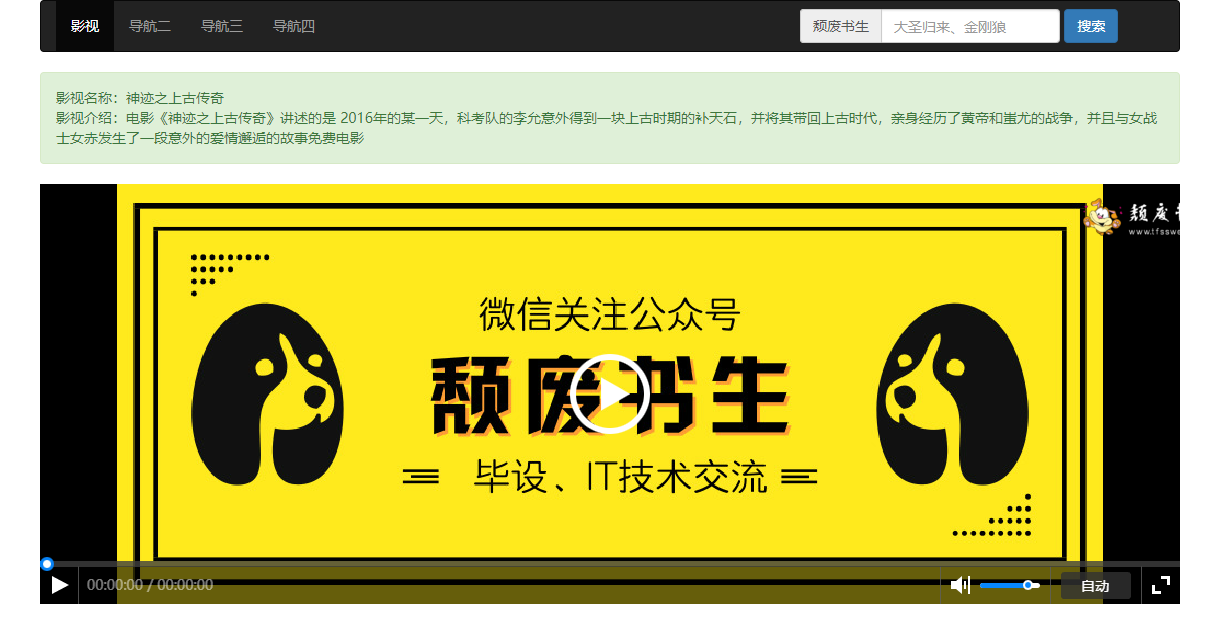 影视 导航二 导航三 导航四 颓废书生 大圣归来、金刚狼 搜索
影视名称：神迹之上古传奇
影视介绍：电影《神迹之上古传奇》讲述的是 2016年的某一天，科考队的李允意外得到一块上古时期的补天石，并将其带回上古时代，亲身经历了黄帝和蚩尤的战争，并且与女战
士女赤发生了一段意外的爱情邂逅的故事免费电影
颓废
www.tfsswe
微信关注公众号
颓废书生
毕设、IT技术交流
00:00:00 / 00:00:00 自动